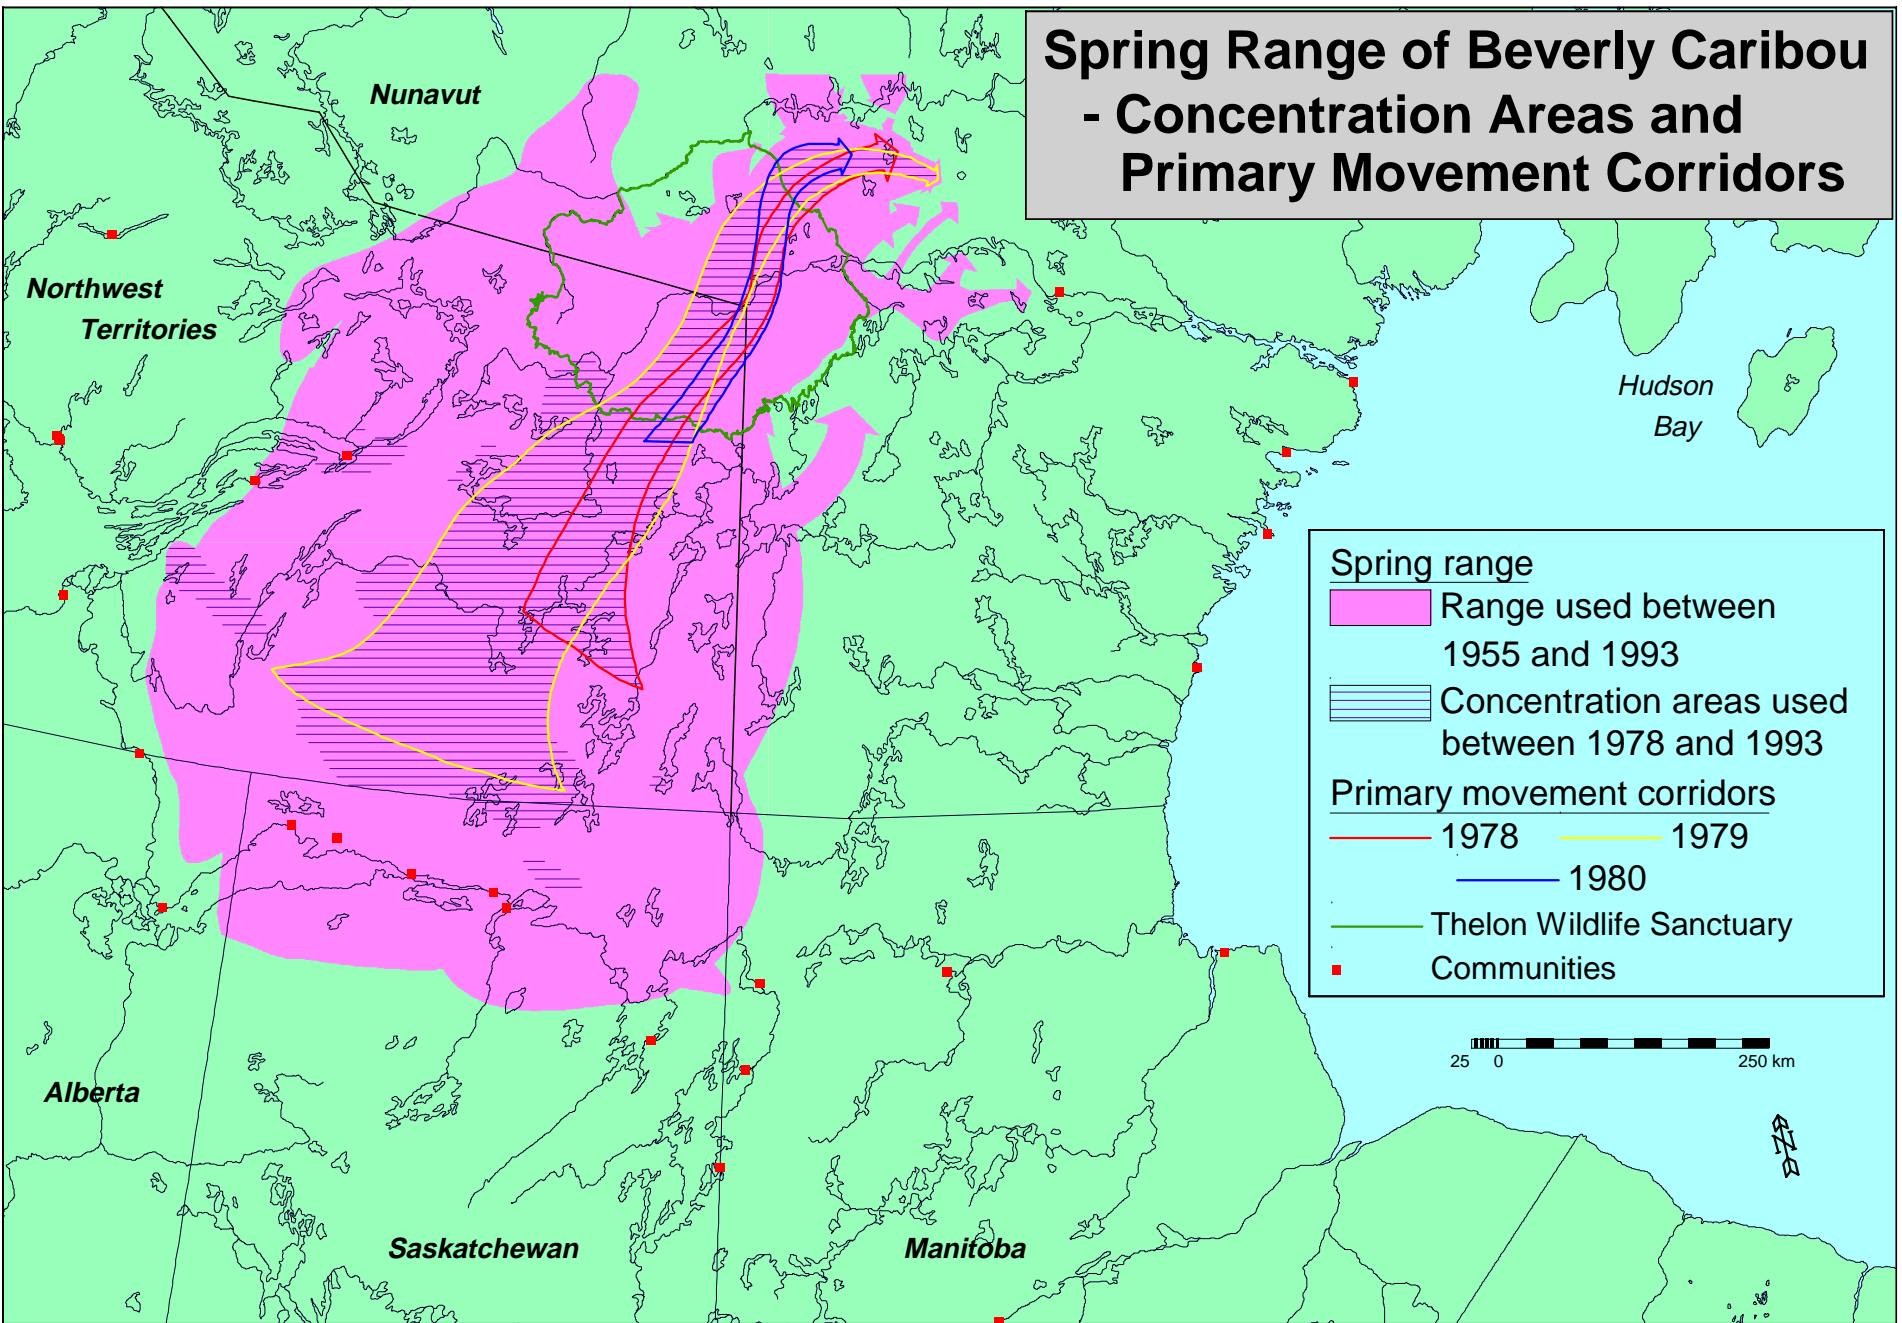 Spring Range of Beverly Caribou
- Concentration Areas and
Primary Movement Corridors
Nunavut
Northwest
Territories
Hudson
Bay
Spring range
Range used between
1955 and 1993
Concentration areas used
between 1978 and 1993
Primary movement corridors
1978 1979
1980
Thelon Wildlife Sanctuary
Communities
25 0 250 km
N
Alberta
Saskatchewan
Manitoba